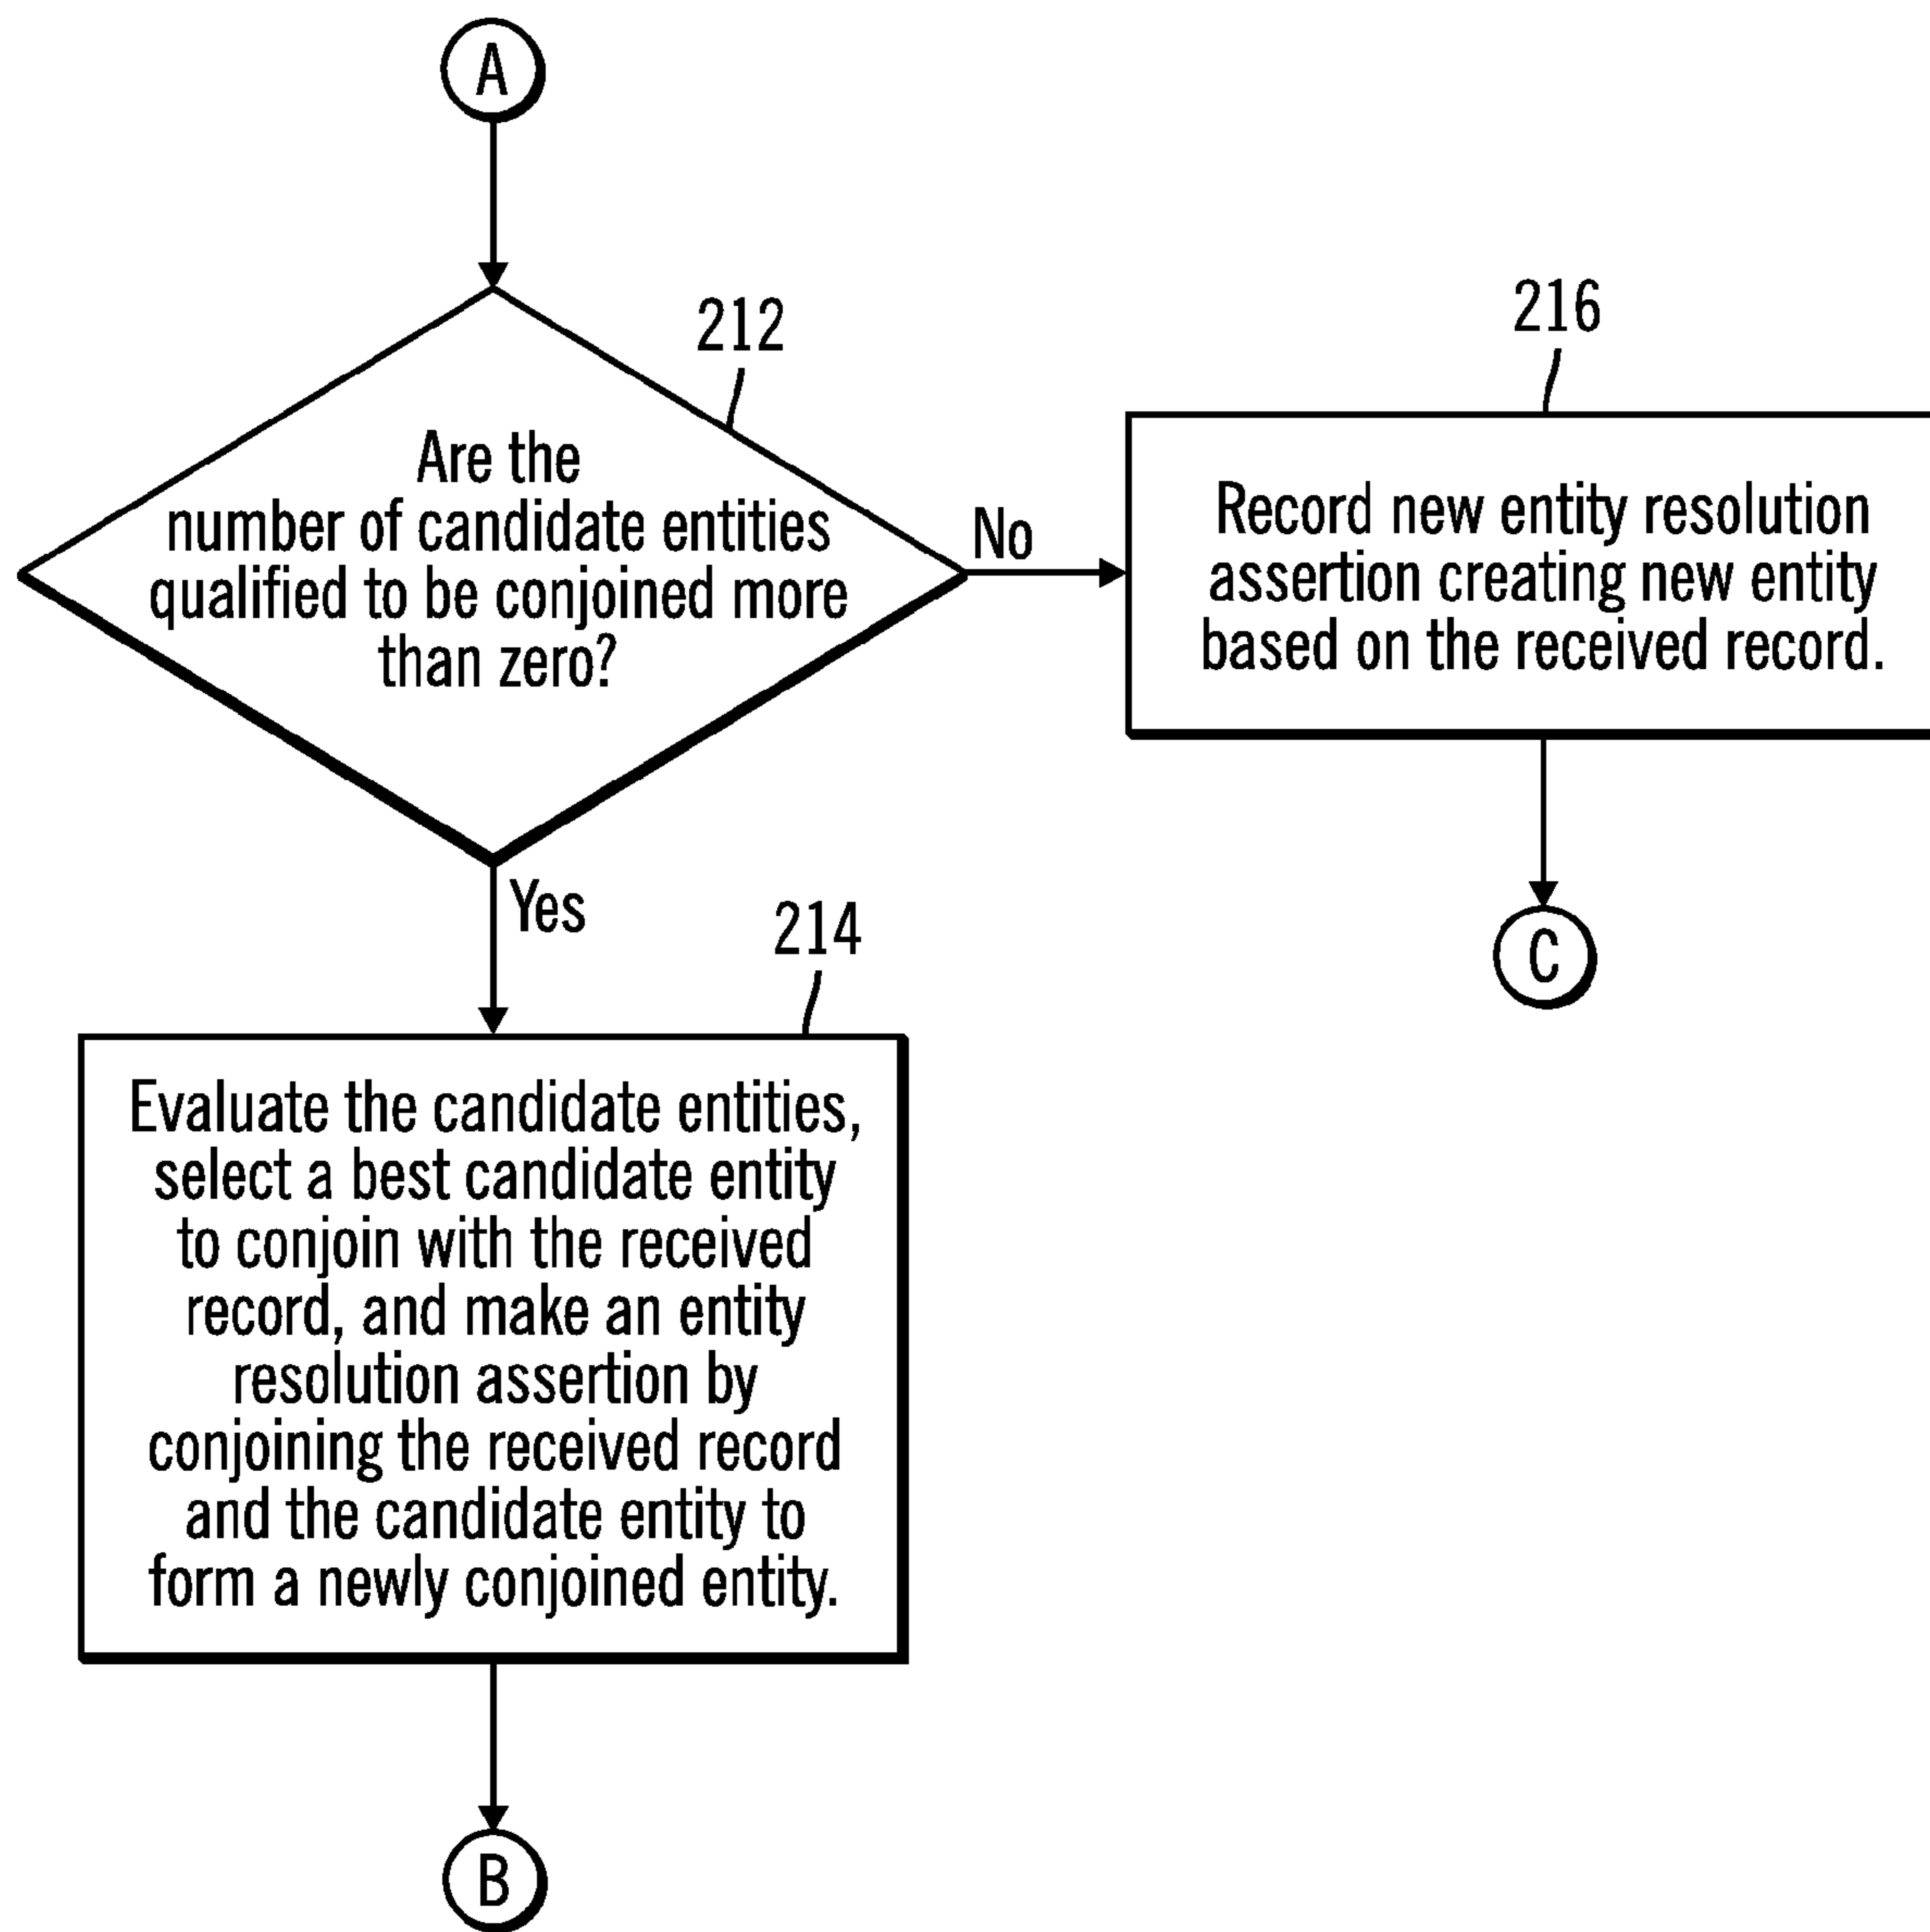 A
212
Are the
number of candidate entities
qualified to be conjoined more
than zero?
No
216
Record new entity resolution
assertion creating new entity
based on the received record.
Yes
C
214
Evaluate the candidate entities,
select a best candidate entity
to conjoin with the received
record, and make an entity
resolution assertion by
conjoining the received record
and the candidate entity to
form a newly conjoined entity.
B